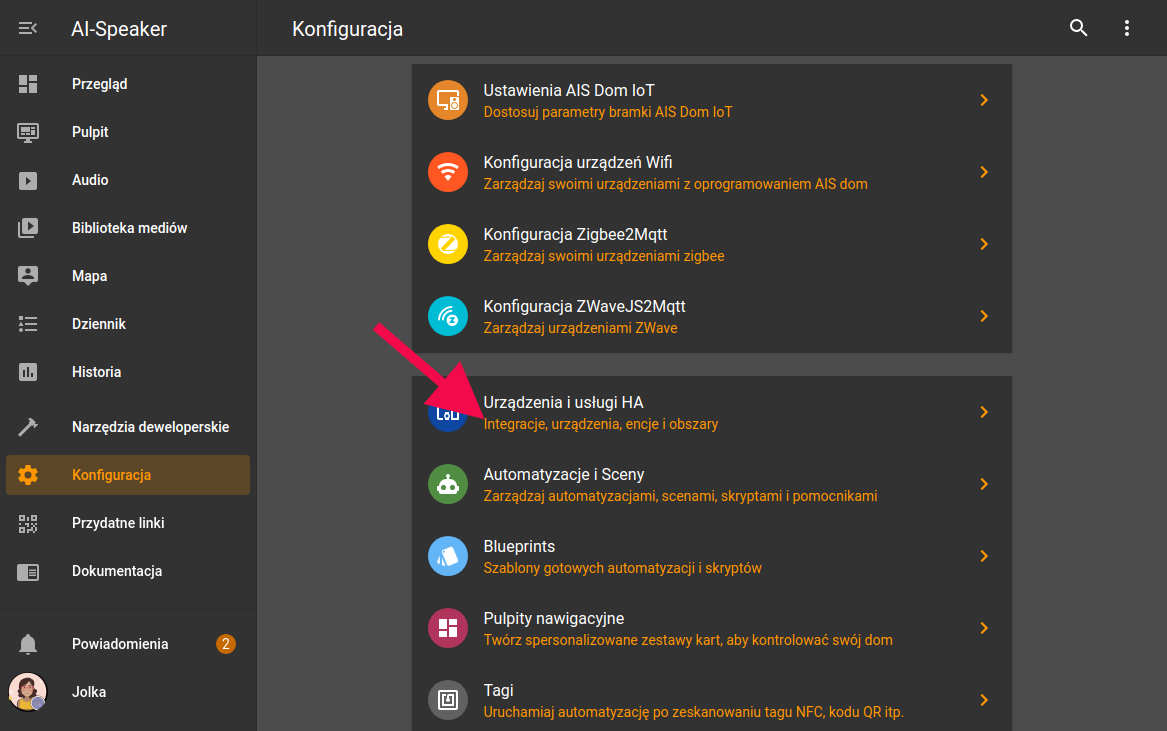 AI-Speaker
Przegląd
Pulpit
Audio
Biblioteka mediów
Mapa
Dziennik
Historia
Narzędzia deweloperskie
Konfiguracja
Przydatne linki
Dokumentacja
Powiadomienia 2
Jolka
Konfiguracja
Ustawienia AIS Dom IoT
Dostosuj parametry bramki AIS Dom IoT
Konfiguracja urządzeń Wifi
Zarządzaj swoimi urządzeniami z oprogramowaniem AIS dom
Konfiguracja Zigbee2Mqtt
Zarządzaj swoimi urządzeniami zigbee
Konfiguracja ZWaveJS2Mqtt
Zarządzaj urządzeniami ZWave
Urządzenia i usługi HA
Integracje, urządzenia, encje i obszary
Automatyzacje i Sceny
Zarządzaj automatyzacjami, scenami, skryptami i pomocnikami
Blueprints
Szablony gotowych automatyzacji i skryptów
Pulpity nawigacyjne
Twórz spersonalizowane zestawy kart, aby kontrolować swój dom
Tagi
Uruchamiaj automatyzację po zeskanowaniu tagu NFC, kodu QR itp.